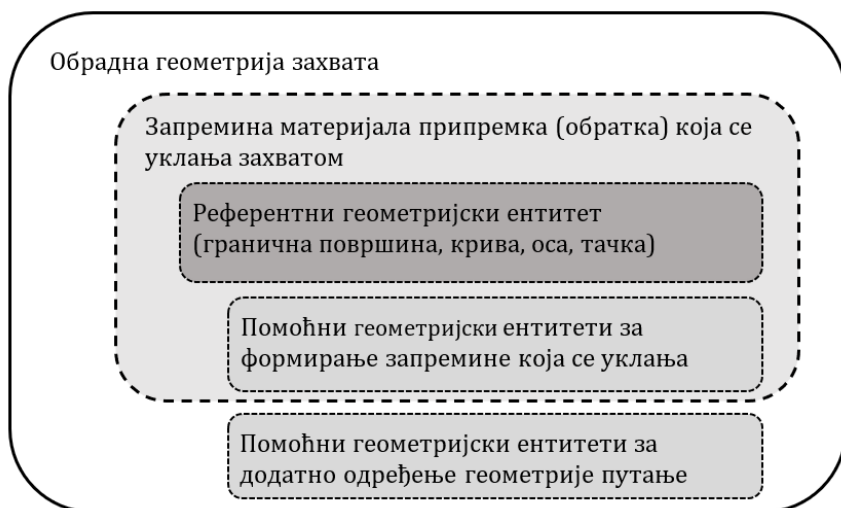 Обрадна геометрија захвата
Запремина материјала припремка (обратка) која се
уклања захватом
Референтни геометријски ентитет
(гранична површина, крива, оса, тачка)
Помоћни геометријски ентитети за
формирање запремине која се уклања
Помоћни геометријски ентитети за
додатно одређење геометрије путање